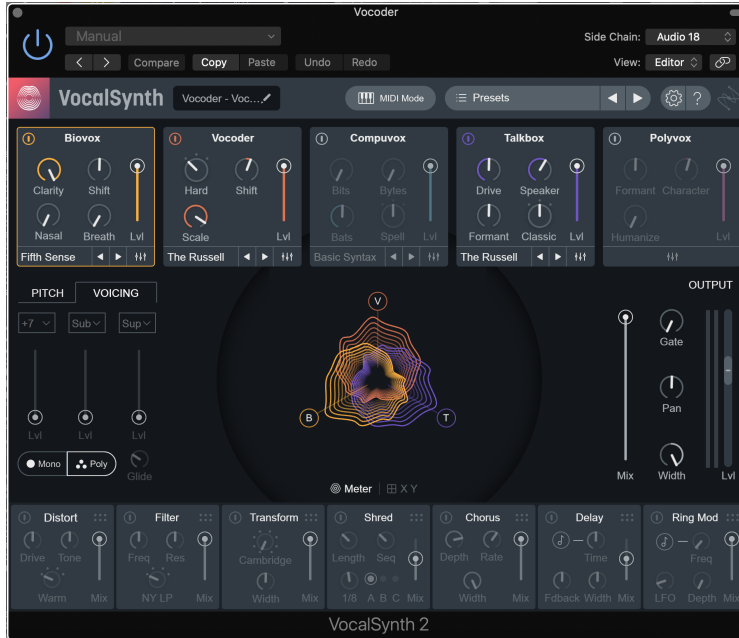 Vocoder
Manual
Side Chain: Audio 18
Compare Copy Paste Undo Redo
View: Editor
VocalSynth
Vocoder - Voc...
MIDI Mode
Presets
?
Biovox
Clarity Shift
Nasal Breath Lvl
Fifth Sense
Vocoder
Hard Shift
Scale Lvl
The Russell
Compuvox
Bits Bytes
Bats Spell Lvl
Basic Syntax
Talkbox
Drive Speaker
Formant Classic Lvl
The Russell
Polyvox
Formant Character
Humanize Lvl
PITCH VOICING
+7 Sub Sup
Lvl Lvl Lvl
Mono Poly Glide
V
B
T
Meter X Y
OUTPUT
Gate
Pan
Mix Width Lvl
Distort
Drive Tone
Warm Mix
Filter
Freq Res
NY LP Mix
Transform
Cambridge
Width Mix
Shred
Length Seq
1/8 A B C Mix
Chorus
Depth Rate
Width Mix
Delay
Time
Fdback Width Mix
Ring Mod
Freq
LFO Depth Mix
VocalSynth 2